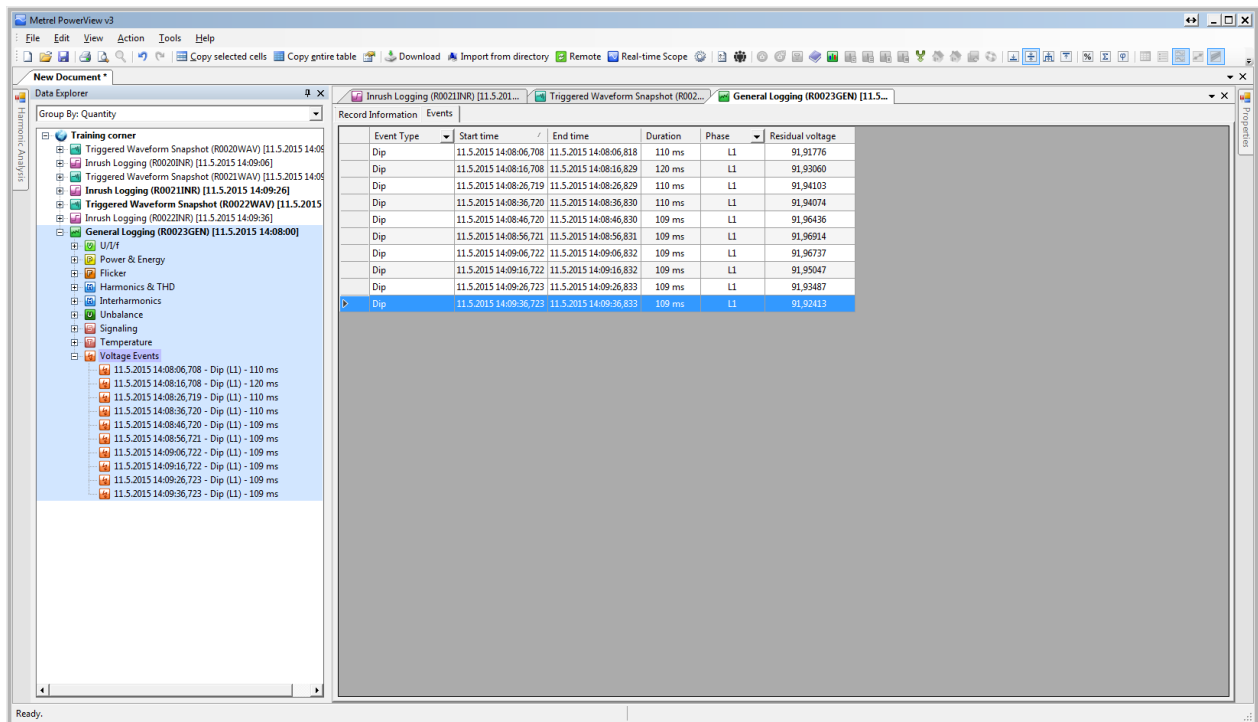 Metrel PowerView v3
File Edit View Action Tools Help
Copy selected cells Copy entire table Download Import from directory Remote Real-time Scope
New Document *
Data Explorer
Group By: Quantity
Harmonic Analysis
Training corner
Triggered Waveform Snapshot (R0020WAV) [11.5.2015 14:09
Inrush Logging (R0020INR) [11.5.2015 14:09:06]
Triggered Waveform Snapshot (R0021WAV) [11.5.2015 14:09
Inrush Logging (R0021INR) [11.5.2015 14:09:26]
Triggered Waveform Snapshot (R0022WAV) [11.5.2015
Inrush Logging (R0022INR) [11.5.2015 14:09:36]
General Logging (R0023GEN) [11.5.2015 14:08:00]
U/I/f
Power & Energy
Flicker
Harmonics & THD
Interharmonics
Unbalance
Signaling
Temperature
Voltage Events
11.5.2015 14:08:06,708 - Dip (L1) - 110 ms
11.5.2015 14:08:16,708 - Dip (L1) - 120 ms
11.5.2015 14:08:26,719 - Dip (L1) - 110 ms
11.5.2015 14:08:36,720 - Dip (L1) - 110 ms
11.5.2015 14:08:46,720 - Dip (L1) - 109 ms
11.5.2015 14:08:56,721 - Dip (L1) - 109 ms
11.5.2015 14:09:06,722 - Dip (L1) - 109 ms
11.5.2015 14:09:16,722 - Dip (L1) - 109 ms
11.5.2015 14:09:26,723 - Dip (L1) - 109 ms
11.5.2015 14:09:36,723 - Dip (L1) - 109 ms
Inrush Logging (R0021INR) [11.5.201... Triggered Waveform Snapshot (R002... General Logging (R0023GEN) [11.5...
Record Information Events
Event Type Start time End time Duration Phase Residual voltage
Dip 11.5.2015 14:08:06,708 11.5.2015 14:08:06,818 110 ms L1 91,91776
Dip 11.5.2015 14:08:16,708 11.5.2015 14:08:16,829 120 ms L1 91,93060
Dip 11.5.2015 14:08:26,719 11.5.2015 14:08:26,829 110 ms L1 91,94103
Dip 11.5.2015 14:08:36,720 11.5.2015 14:08:36,830 110 ms L1 91,94074
Dip 11.5.2015 14:08:46,720 11.5.2015 14:08:46,830 109 ms L1 91,96436
Dip 11.5.2015 14:08:56,721 11.5.2015 14:08:56,831 109 ms L1 91,96914
Dip 11.5.2015 14:09:06,722 11.5.2015 14:09:06,832 109 ms L1 91,96737
Dip 11.5.2015 14:09:16,722 11.5.2015 14:09:16,832 109 ms L1 91,95047
Dip 11.5.2015 14:09:26,723 11.5.2015 14:09:26,833 109 ms L1 91,93487
Dip 11.5.2015 14:09:36,723 11.5.2015 14:09:36,833 109 ms L1 91,92413
Properties
Ready.